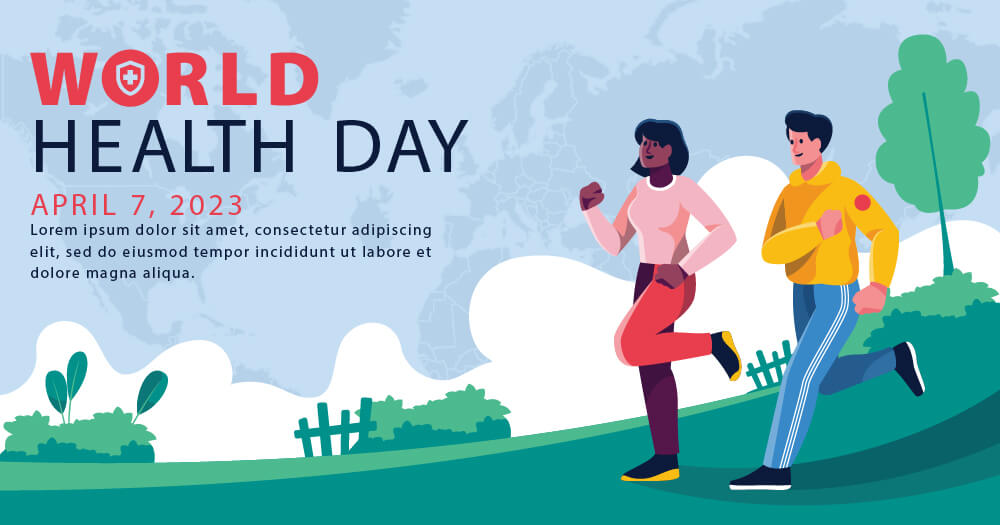 WORLD
HEALTH DAY
APRIL 7, 2023
Lorem ipsum dolor sit amet, consectetur adipiscing
elit, sed do eiusmod tempor incididunt ut labore et
dolore magna aliqua.